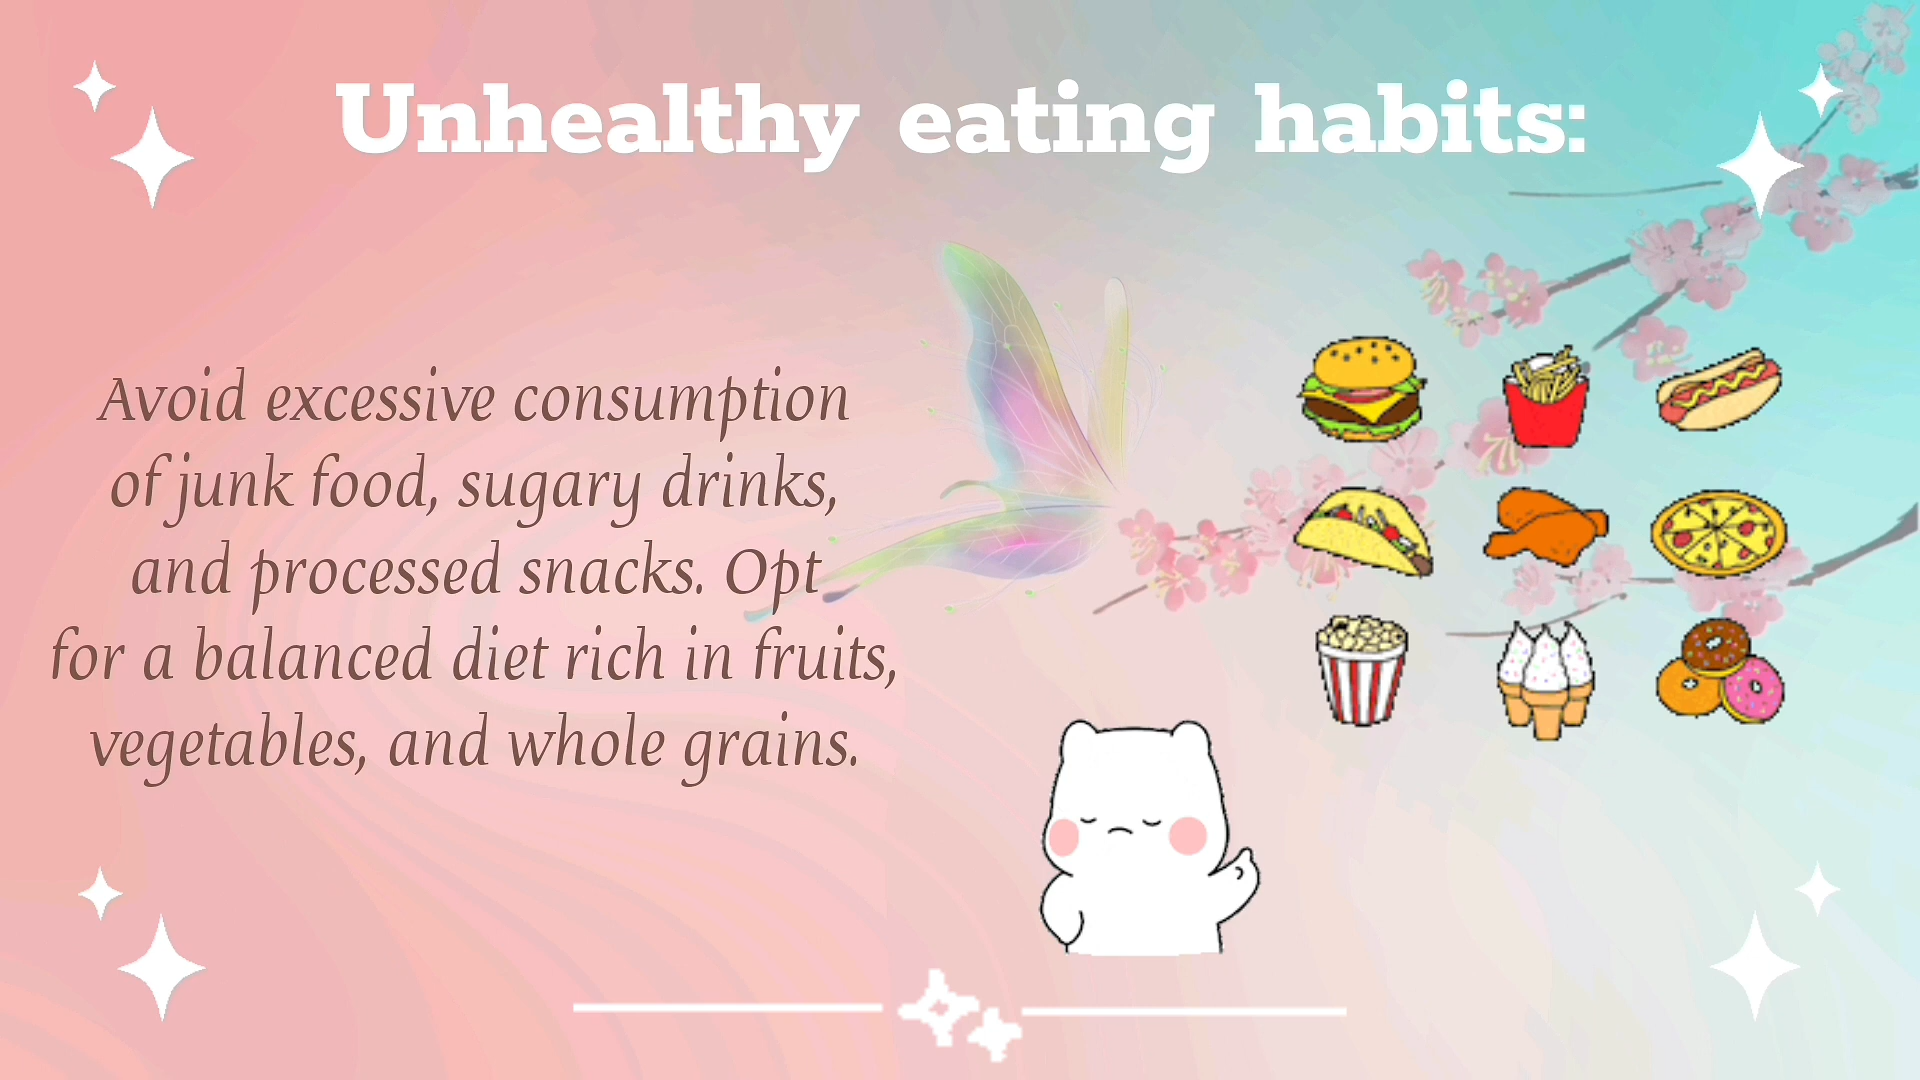 Unhealthy eating habits:
Avoid excessive consumption
of junk food, sugary drinks,
and processed snacks. Opt
for a balanced diet rich in fruits,
vegetables, and whole grains.